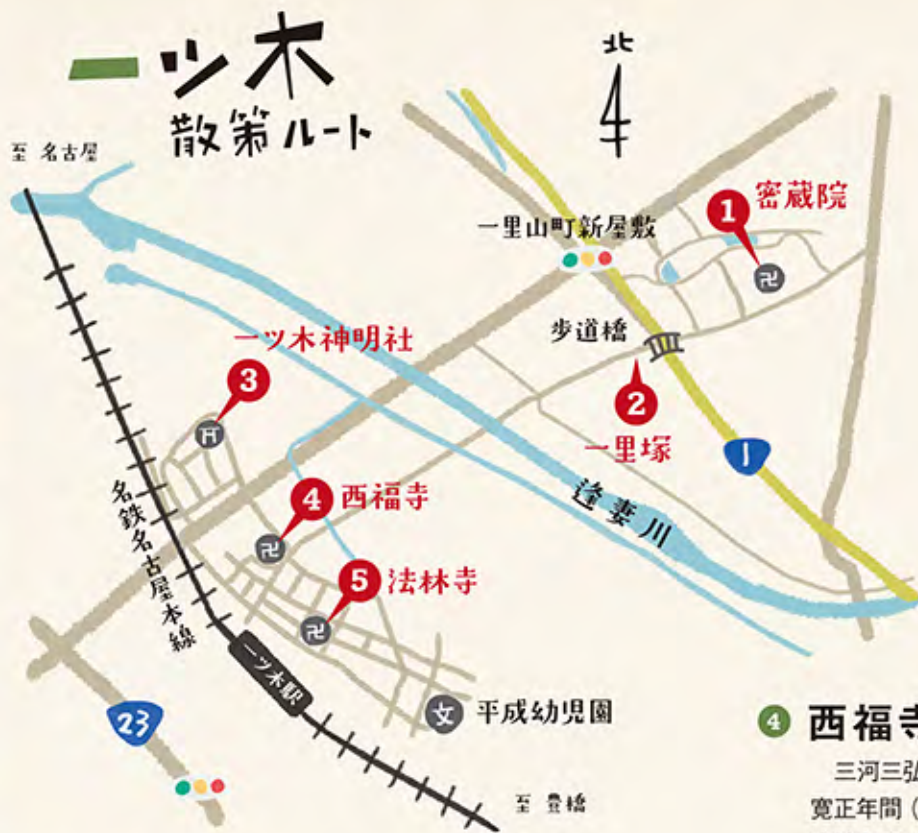 一ツ木
散策ルート
北
至 名古屋
1
密蔵院
一里山町新屋敷
卍
歩道橋
一ツ木神明社
3
2
一里塚
1
名鉄名古屋本線
4
西福寺
卍
逢妻川
5
法林寺
卍
一ツ木駅
文
平成幼児園
23
至 豊橋
4 西福寺
三河三弘
寛正年間（